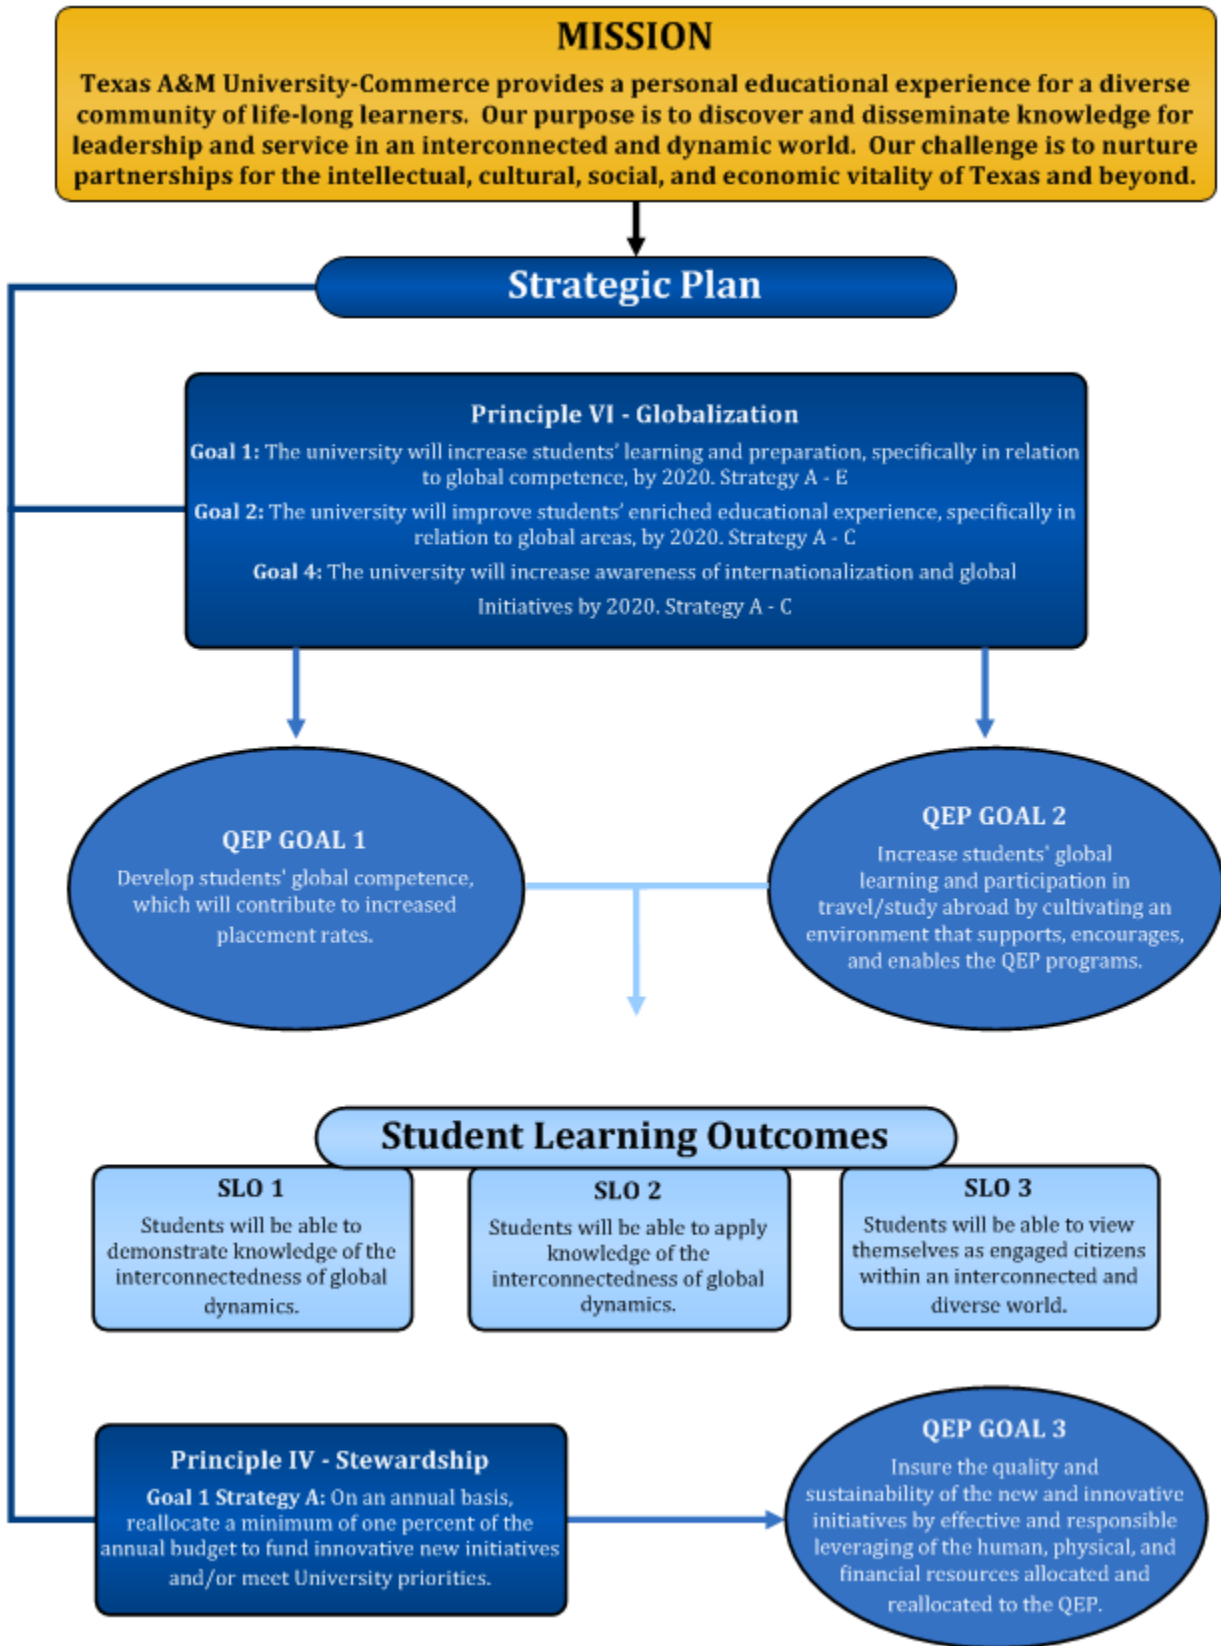 MISSION
Texas A&M University-Commerce provides a personal educational experience for a diverse
community of life-long learners. Our purpose is to discover and disseminate knowledge for
leadership and service in an interconnected and dynamic world. Our challenge is to nurture
partnerships for the intellectual, cultural, social, and economic vitality of Texas and beyond.
Strategic Plan
Principle VI - Globalization
Goal 1: The university will increase students' learning and preparation, specifically in relation
to global competence, by 2020. Strategy A - E
Goal 2: The university will improve students' enriched educational experience, specifically in
relation to global areas, by 2020. Strategy A - C
Goal 4: The university will increase awareness of internationalization and global
Initiatives by 2020. Strategy A - C
QEP GOAL 1
Develop students' global competence,
which will contribute to increased
placement rates.
QEP GOAL 2
Increase students' global
learning and participation in
travel/study abroad by cultivating an
environment that supports, encourages,
and enables the QEP programs.
Student Learning Outcomes
SLO 1
Students will be able to
demonstrate knowledge of the
interconnectedness of global
dynamics.
SLO 2
Students will be able to apply
knowledge of the
interconnectedness of global
dynamics.
SLO 3
Students will be able to view
themselves as engaged citizens
within an interconnected and
diverse world.
Principle IV - Stewardship
Goal 1 Strategy A: On an annual basis,
reallocate a minimum of one percent of the
annual budget to fund innovative new initiatives
and/or meet University priorities.
QEP GOAL 3
Insure the quality and
sustainability of the new and innovative
initiatives by effective and responsible
leveraging of the human, physical, and
financial resources allocated and
reallocated to the QEP.